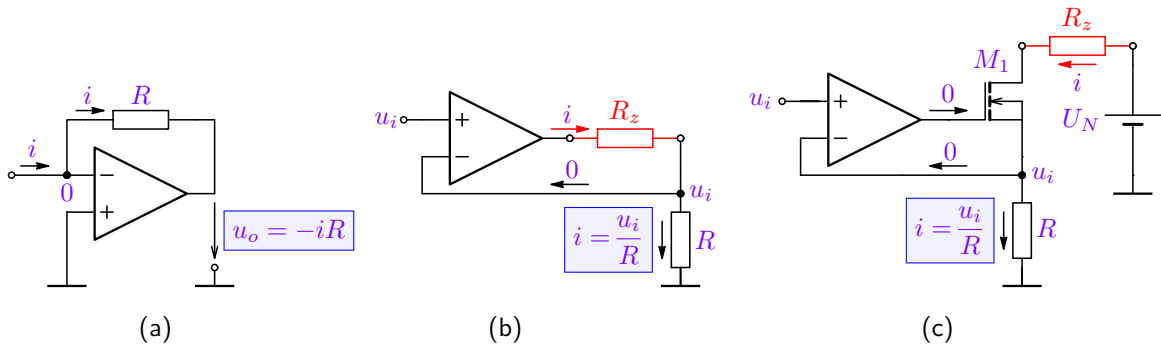 i
R
i
0
−
+
u_o = −iR
(a)
u_i
+
−
i
R_z
0
u_i
i = u_i/R
R
(b)
u_i
+
−
0
M_1
R_z
i
U_N
0
u_i
i = u_i/R
R
(c)